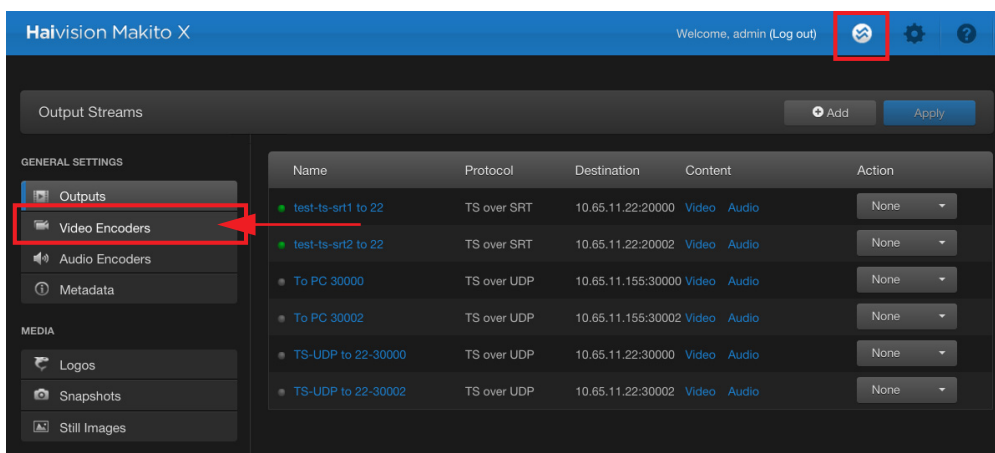 Haivision Makito X
Welcome, admin (Log out)
Output Streams
Add
Apply
GENERAL SETTINGS
Outputs
Video Encoders
Audio Encoders
Metadata
MEDIA
Logos
Snapshots
Still Images
Name Protocol Destination Content Action
test-ts-srt1 to 22 TS over SRT 10.65.11.22:20000 Video Audio None
test-ts-srt2 to 22 TS over SRT 10.65.11.22:20002 Video Audio None
To PC 30000 TS over UDP 10.65.11.155:30000 Video Audio None
To PC 30002 TS over UDP 10.65.11.155:30002 Video Audio None
TS-UDP to 22-30000 TS over UDP 10.65.11.22:30000 Video Audio None
TS-UDP to 22-30002 TS over UDP 10.65.11.22:30002 Video Audio None